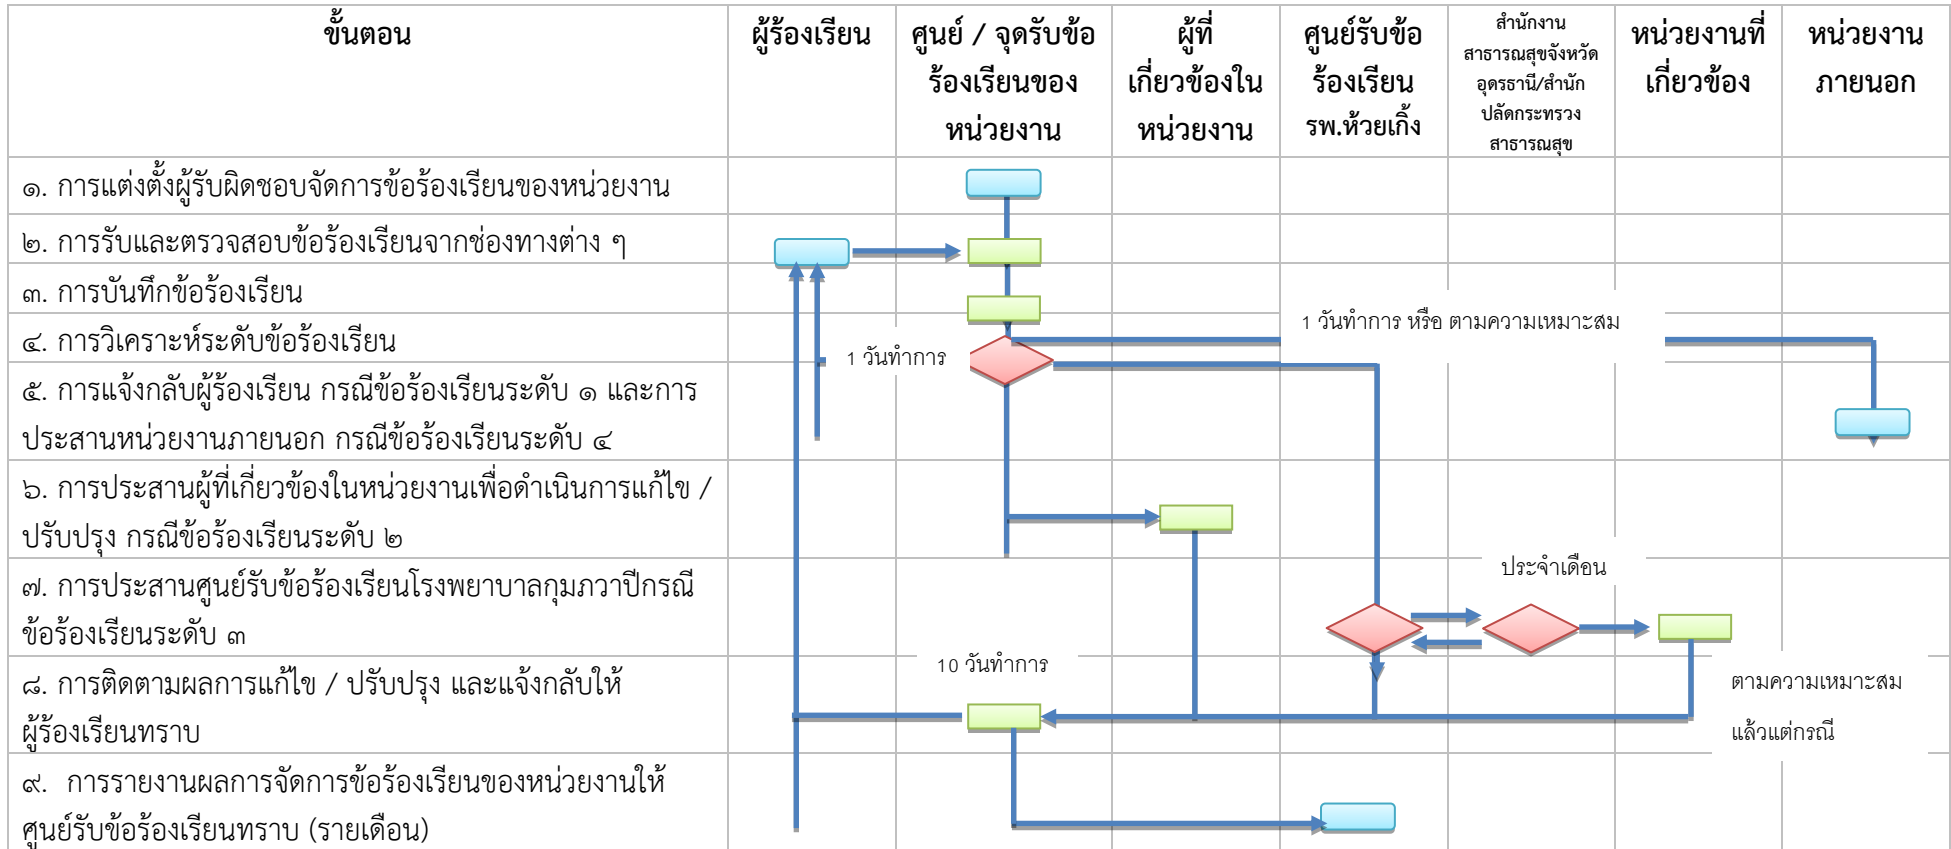 ขั้นตอน
ผู้ร้องเรียน
ศูนย์ / จุดรับข้อ
ร้องเรียนของ
หน่วยงาน
ผู้ที่
เกี่ยวข้องใน
หน่วยงาน
ศูนย์รับข้อ
ร้องเรียน
รพ.ห้วยเกิ้ง
สำนักงาน
สาธารณสุขจังหวัด
อุดรธานี/สำนัก
ปลัดกระทรวง
สาธารณสุข
หน่วยงานที่
เกี่ยวข้อง
หน่วยงาน
ภายนอก
๑. การแต่งตั้งผู้รับผิดชอบจัดการข้อร้องเรียนของหน่วยงาน
๒. การรับและตรวจสอบข้อร้องเรียนจากช่องทางต่าง ๆ
๓. การบันทึกข้อร้องเรียน
1 วันทำการ หรือ ตามความเหมาะสม
๔. การวิเคราะห์ระดับข้อร้องเรียน
1 วันทำการ
๕. การแจ้งกลับผู้ร้องเรียน กรณีข้อร้องเรียนระดับ ๑ และการ
ประสานหน่วยงานภายนอก กรณีข้อร้องเรียนระดับ ๔
๖. การประสานผู้ที่เกี่ยวข้องในหน่วยงานเพื่อดำเนินการแก้ไข /
ปรับปรุง กรณีข้อร้องเรียนระดับ ๒
ประจำเดือน
๗. การประสานศูนย์รับข้อร้องเรียนโรงพยาบาลกุมภวาปีกรณี
ข้อร้องเรียนระดับ ๓
10 วันทำการ
๘. การติดตามผลการแก้ไข / ปรับปรุง และแจ้งกลับให้
ผู้ร้องเรียนทราบ
ตามความเหมาะสม
แล้วแต่กรณี
๙. การรายงานผลการจัดการข้อร้องเรียนของหน่วยงานให้
ศูนย์รับข้อร้องเรียนทราบ (รายเดือน)